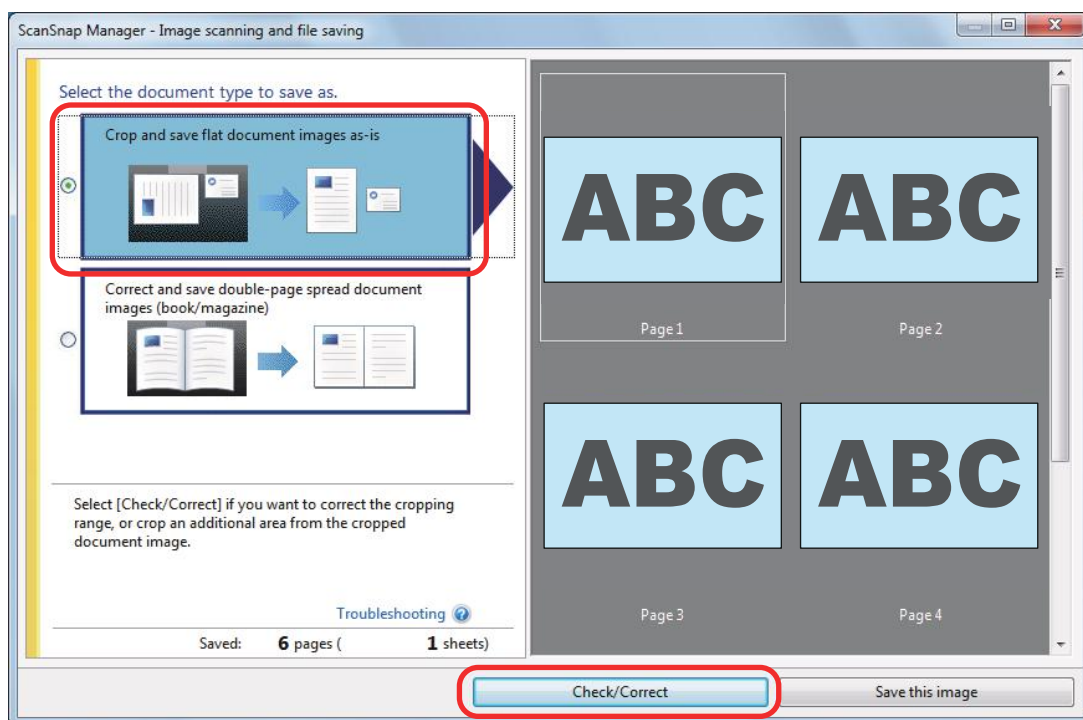 ScanSnap Manager - Image scanning and file saving
Select the document type to save as.
Crop and save flat document images as-is
Correct and save double-page spread document
images (book/magazine)
Select [Check/Correct] if you want to correct the cropping
range, or crop an additional area from the cropped
document image.
Troubleshooting
Saved: 6 pages ( 1 sheets)
ABC
Page 1
ABC
Page 2
ABC
Page 3
ABC
Page 4
Check/Correct
Save this image